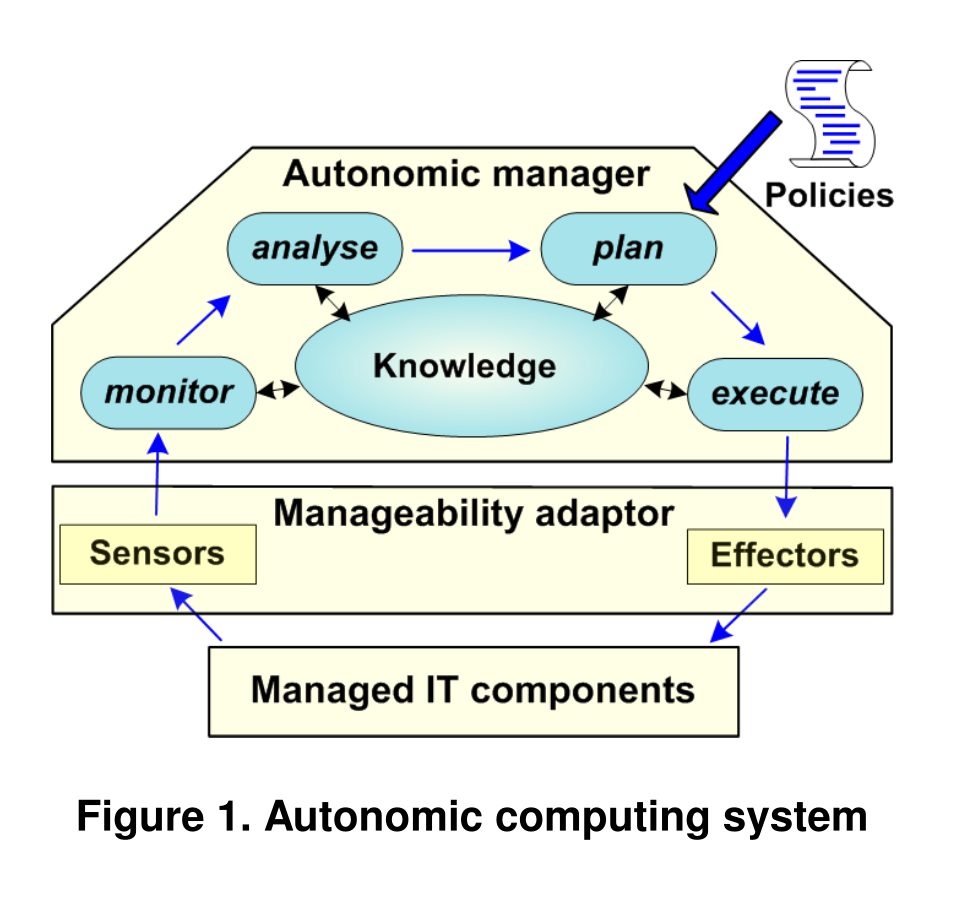 Autonomic manager
Policies
analyse
plan
Knowledge
monitor
execute
Manageability adaptor
Sensors
Effectors
Managed IT components
Figure 1. Autonomic computing system